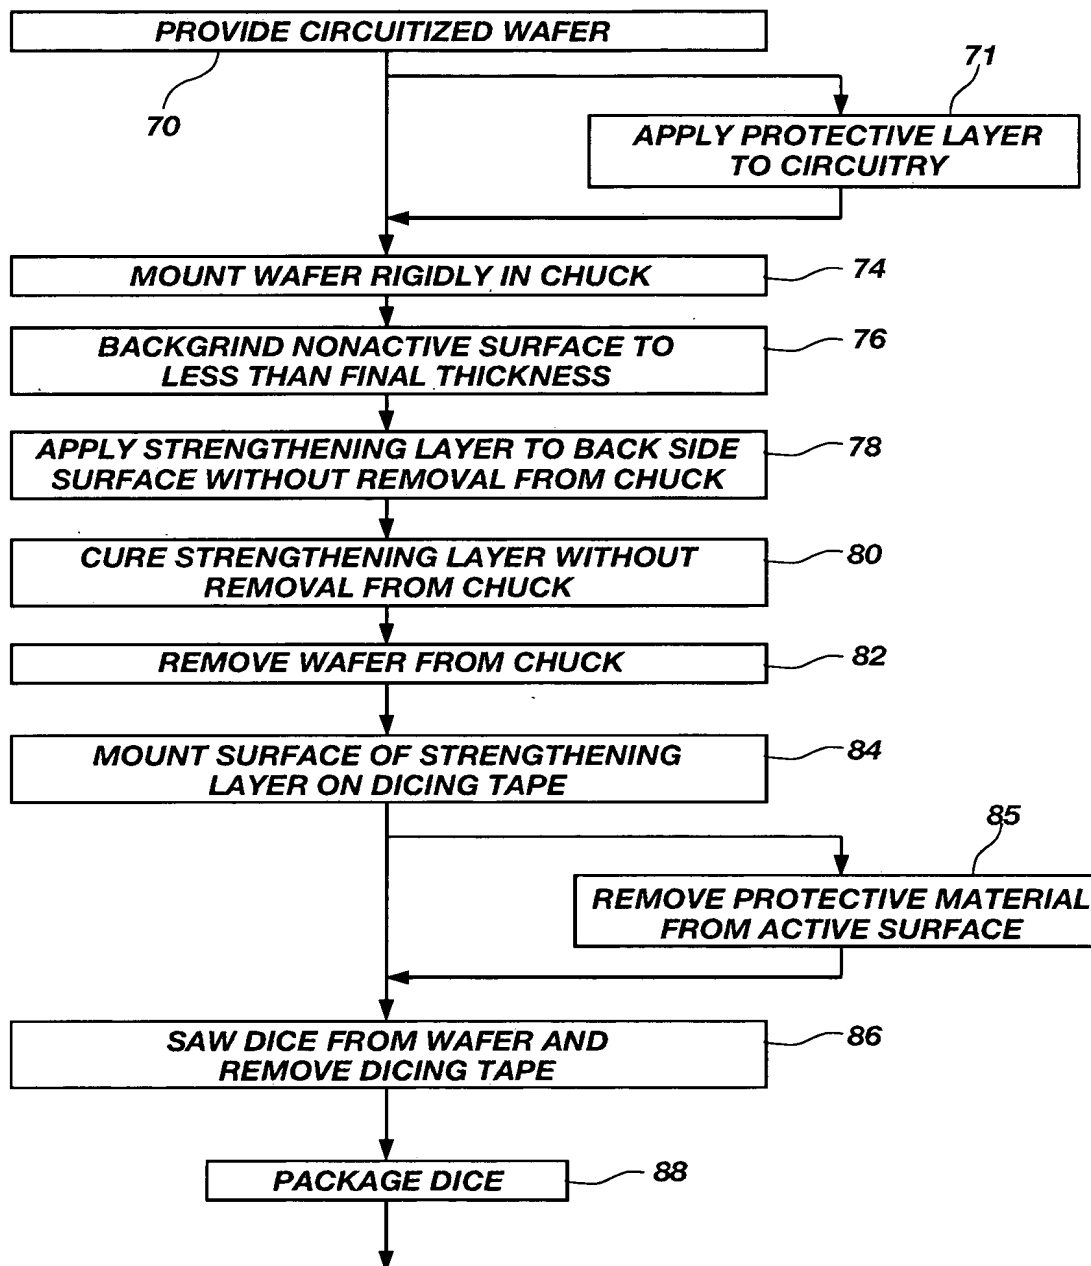 PROVIDE CIRCUITIZED WAFER
70
71
APPLY PROTECTIVE LAYER
TO CIRCUITRY
MOUNT WAFER RIGIDLY IN CHUCK
74
BACKGRIND NONACTIVE SURFACE TO
LESS THAN FINAL THICKNESS
76
APPLY STRENGTHENING LAYER TO BACK SIDE
SURFACE WITHOUT REMOVAL FROM CHUCK
78
CURE STRENGTHENING LAYER WITHOUT
REMOVAL FROM CHUCK
80
REMOVE WAFER FROM CHUCK
82
MOUNT SURFACE OF STRENGTHENING
LAYER ON DICING TAPE
84
85
REMOVE PROTECTIVE MATERIAL
FROM ACTIVE SURFACE
SAW DICE FROM WAFER AND
REMOVE DICING TAPE
86
PACKAGE DICE
88